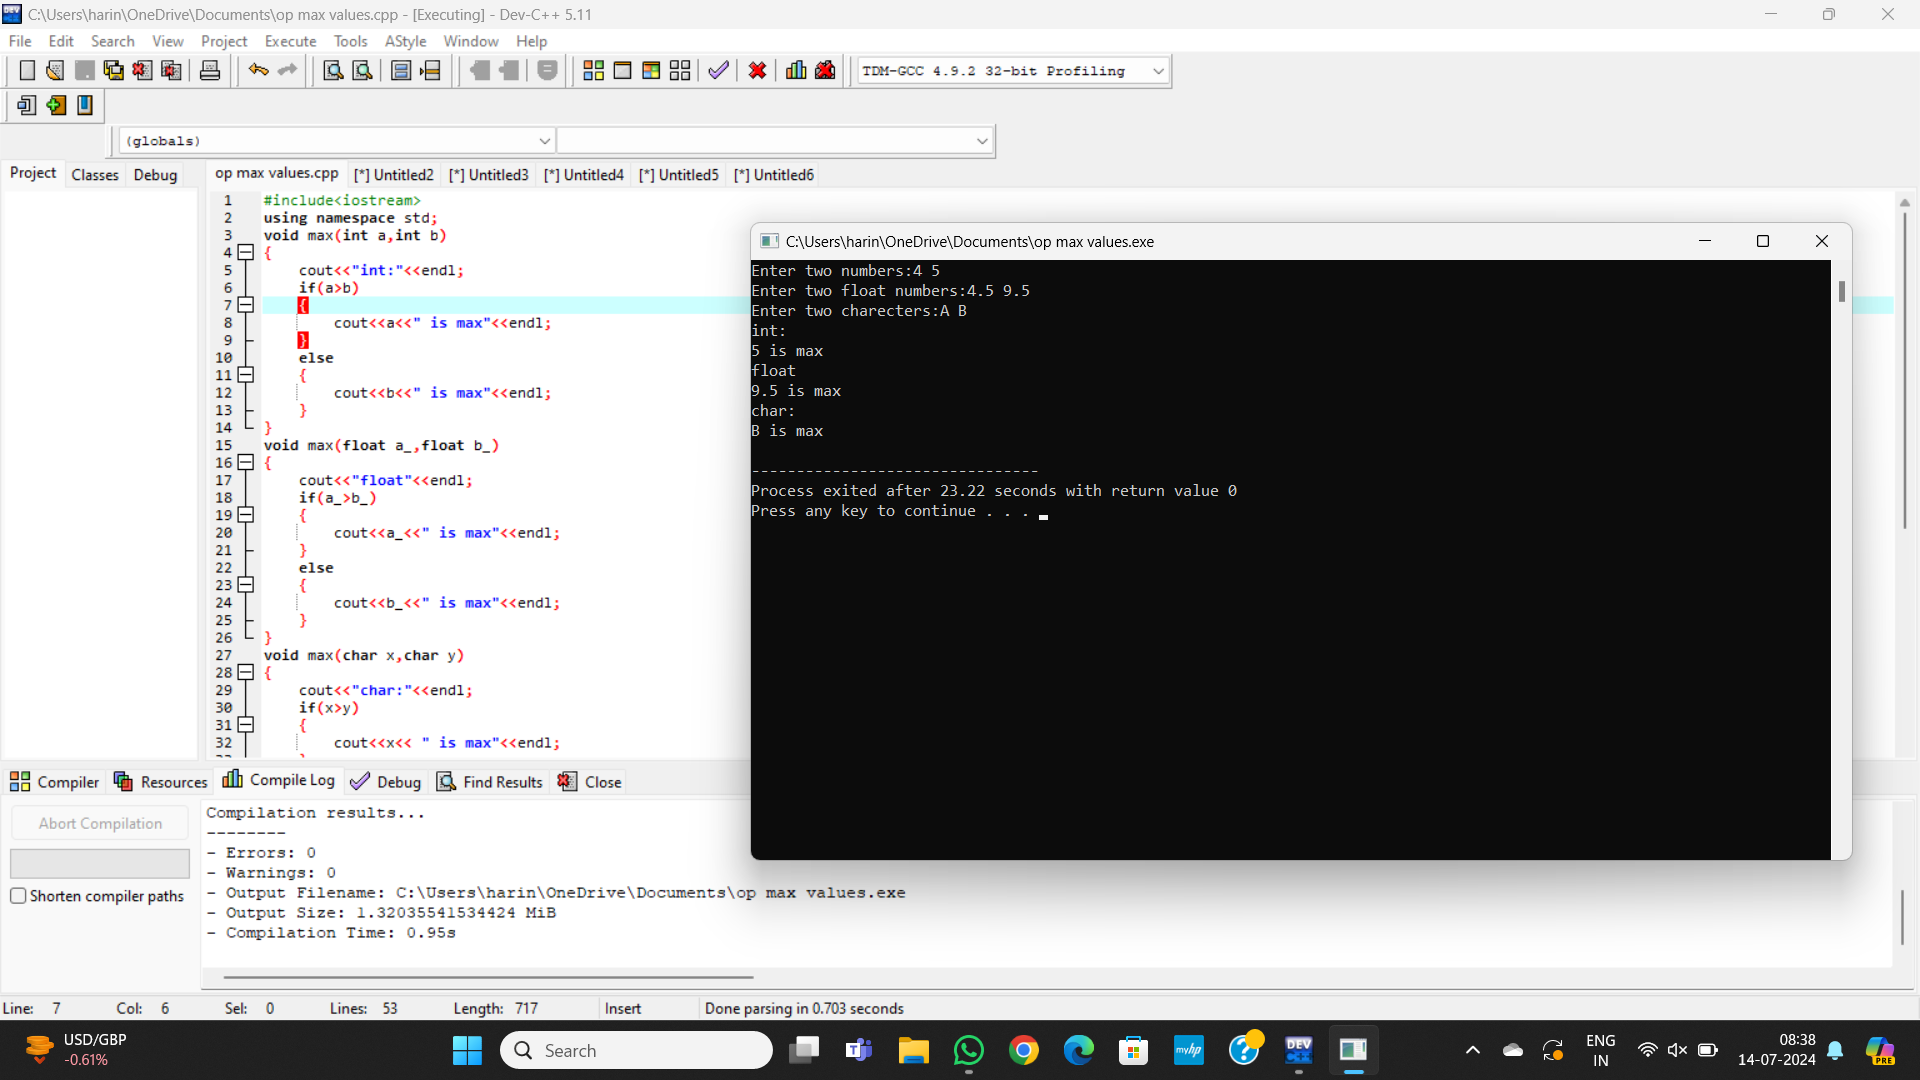 C:\Users\harin\OneDrive\Documents\op max values.cpp - [Executing] - Dev-C++ 5.11
File Edit Search View Project Execute Tools AStyle Window Help
TDM-GCC 4.9.2 32-bit Profiling
(globals)
Project Classes Debug
op max values.cpp [*] Untitled2 [*] Untitled3 [*] Untitled4 [*] Untitled5 [*] Untitled6
1 #include<iostream>
2 using namespace std;
3 void max(int a,int b)
4 {
5 cout<<"int:"<<endl;
6 if(a>b)
7 {
8 cout<<a<<" is max"<<endl;
9 }
10 else
11 {
12 cout<<b<<" is max"<<endl;
13 }
14 }
15 void max(float a_,float b_)
16 {
17 cout<<"float"<<endl;
18 if(a_>b_)
19 {
20 cout<<a_<<" is max"<<endl;
21 }
22 else
23 {
24 cout<<b_<<" is max"<<endl;
25 }
26 }
27 void max(char x,char y)
28 {
29 cout<<"char:"<<endl;
30 if(x>y)
31 {
32 cout<<x<< " is max"<<endl;
C:\Users\harin\OneDrive\Documents\op max values.exe
Enter two numbers:4 5
Enter two float numbers:4.5 9.5
Enter two charecters:A B
int:
5 is max
float
9.5 is max
char:
B is max
--------------------------------
Process exited after 23.22 seconds with return value 0
Press any key to continue . . .
Compiler Resources Compile Log Debug Find Results Close
Abort Compilation
Shorten compiler paths
Compilation results...
--------
- Errors: 0
- Warnings: 0
- Output Filename: C:\Users\harin\OneDrive\Documents\op max values.exe
- Output Size: 1.32035541534424 MiB
- Compilation Time: 0.95s
Line: 7 Col: 6 Sel: 0 Lines: 53 Length: 717 Insert Done parsing in 0.703 seconds
USD/GBP
-0.61%
Search
myhp
DEV
C++
ENG
IN
08:38
14-07-2024
PRE